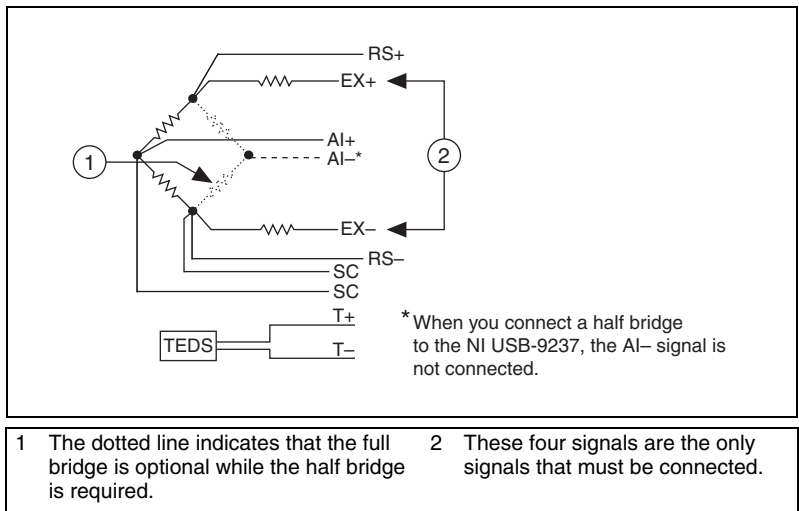 RS+
EX+
AI+
AI–*
1
2
EX–
RS–
SC
SC
T+
TEDS
T–
* When you connect a half bridge
to the NI USB-9237, the AI– signal is
not connected.
1 The dotted line indicates that the full
bridge is optional while the half bridge
is required.
2 These four signals are the only
signals that must be connected.